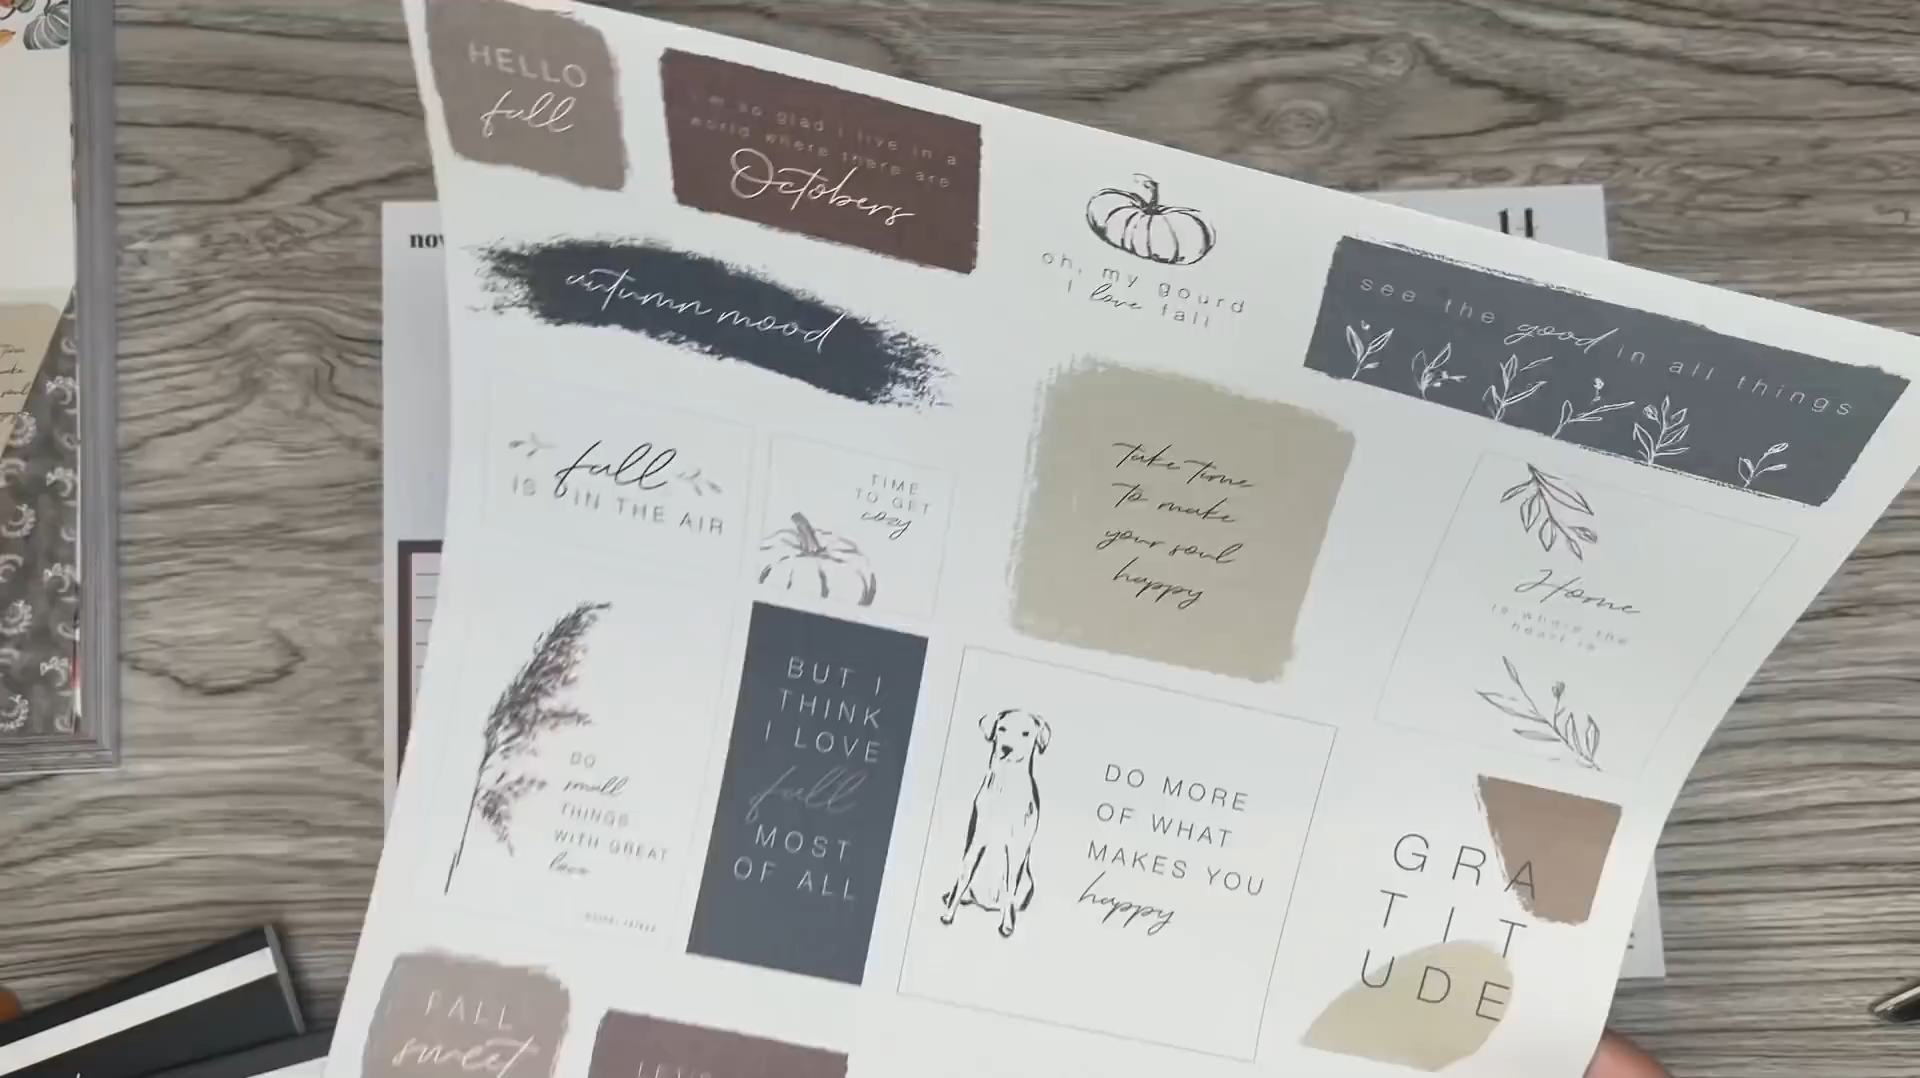 HELLO
fall
I'm so glad I live in a
world where there are
Octobers
autumn mood
oh, my gourd
I love fall
see the good in all things
nov
fall
IS IN THE AIR
TIME
TO GET
cozy
Take time
to make
your soul
happy
Home
is where the
heart is
DO
small
THINGS
WITH GREAT
love
BUT I
THINK
I LOVE
fall
MOST
OF ALL
DO MORE
OF WHAT
MAKES YOU
happy
GRA
TIT
UDE
FALL
sweet